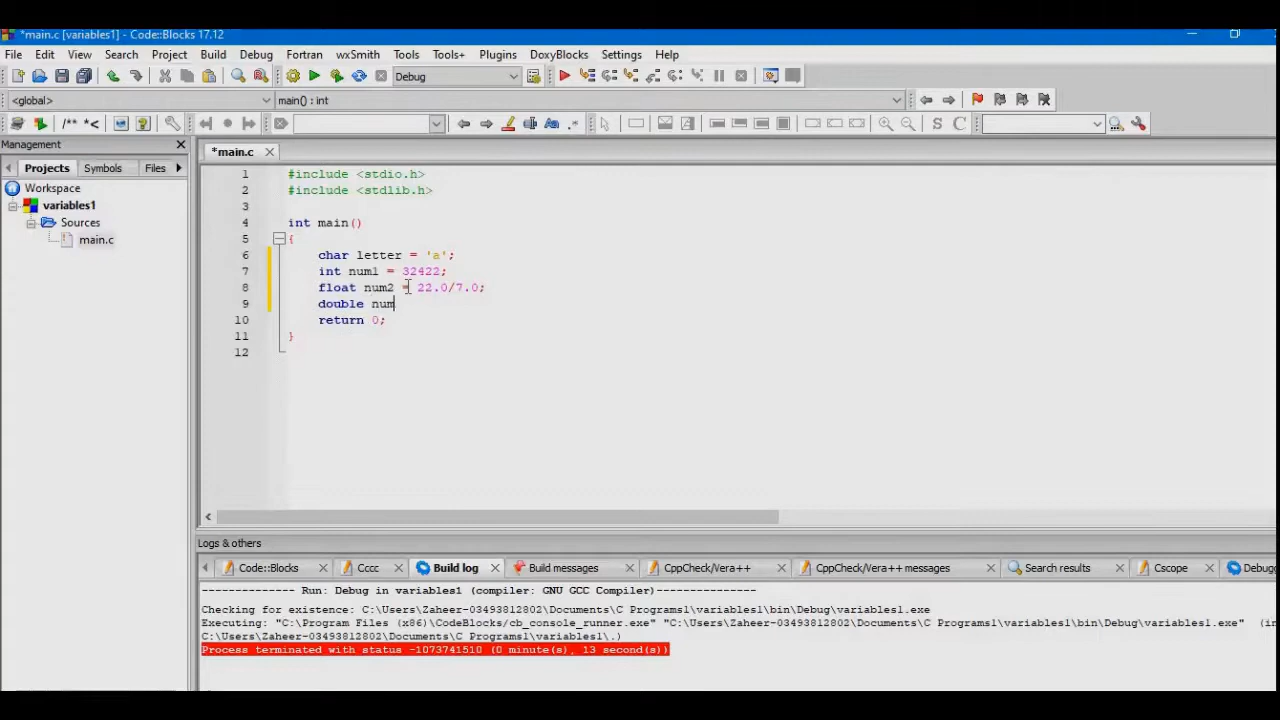 *main.c [variables1] - Code::Blocks 17.12
File Edit View Search Project Build Debug Fortran wxSmith Tools Tools+ Plugins DoxyBlocks Settings Help
Debug
<global> main() : int
/** *<
S C
Management
*main.c
Projects Symbols Files
Workspace
variables1
Sources
main.c
1 #include <stdio.h>
2 #include <stdlib.h>
3
4 int main()
5 {
6 char letter = 'a';
7 int num1 = 32422;
8 float num2 = 22.0/7.0;
9 double num
10 return 0;
11 }
12
Logs & others
Code::Blocks Cccc Build log Build messages CppCheck/Vera++ CppCheck/Vera++ messages Cscope Search results Debugg
-------------- Run: Debug in variables1 (compiler: GNU GCC Compiler)---------------
Checking for existence: C:\Users\Zaheer-03493812802\Documents\C Programs1\variables1\bin\Debug\variables1.exe
Executing: "C:\Program Files (x86)\CodeBlocks/cb_console_runner.exe" "C:\Users\Zaheer-03493812802\Documents\C Programs1\variables1\bin\Debug\variables1.exe" (in
C:\Users\Zaheer-03493812802\Documents\C Programs1\variables1\.)
Process terminated with status -1073741510 (0 minute(s), 13 second(s))